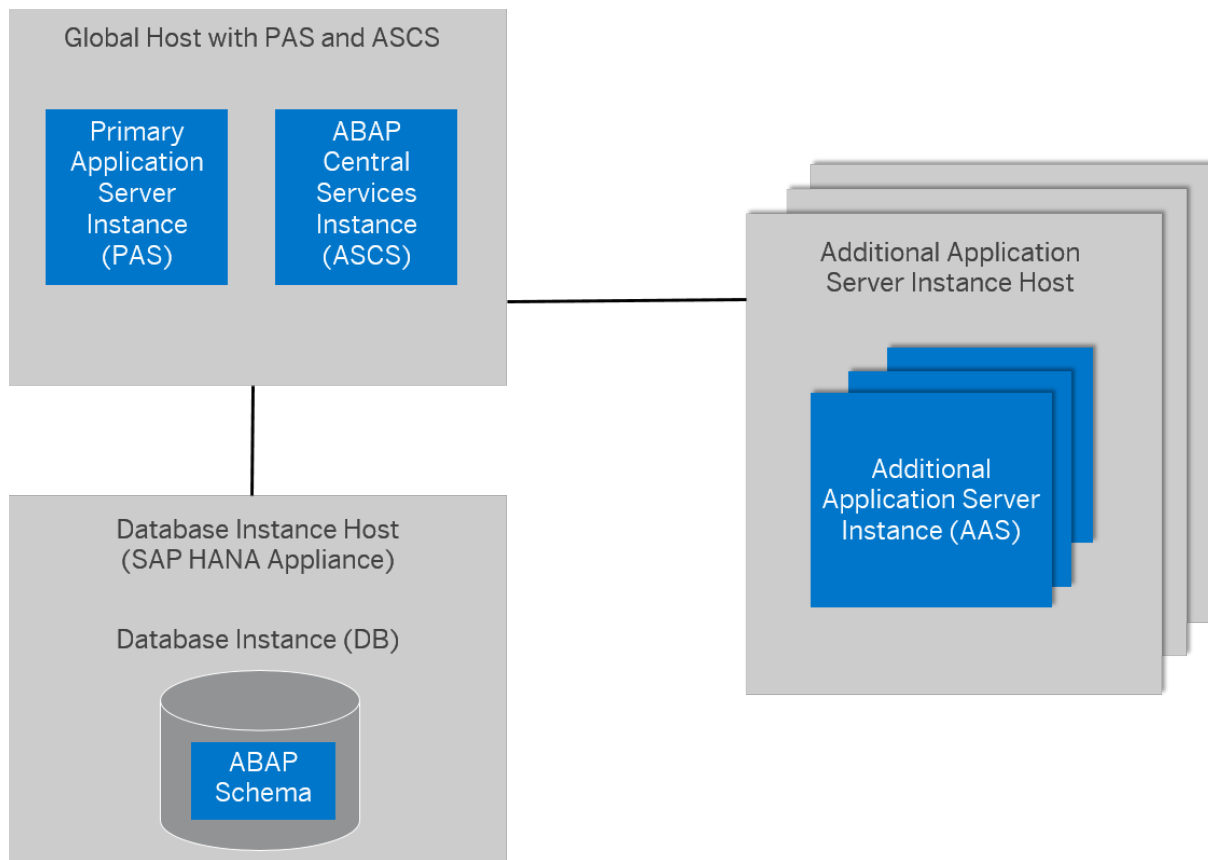 Global Host with PAS and ASCS
Primary
Application
Server
Instance
(PAS)
ABAP
Central
Services
Instance
(ASCS)
Additional Application
Server Instance Host
Additional
Application Server
Instance (AAS)
Database Instance Host
(SAP HANA Appliance)
Database Instance (DB)
ABAP
Schema